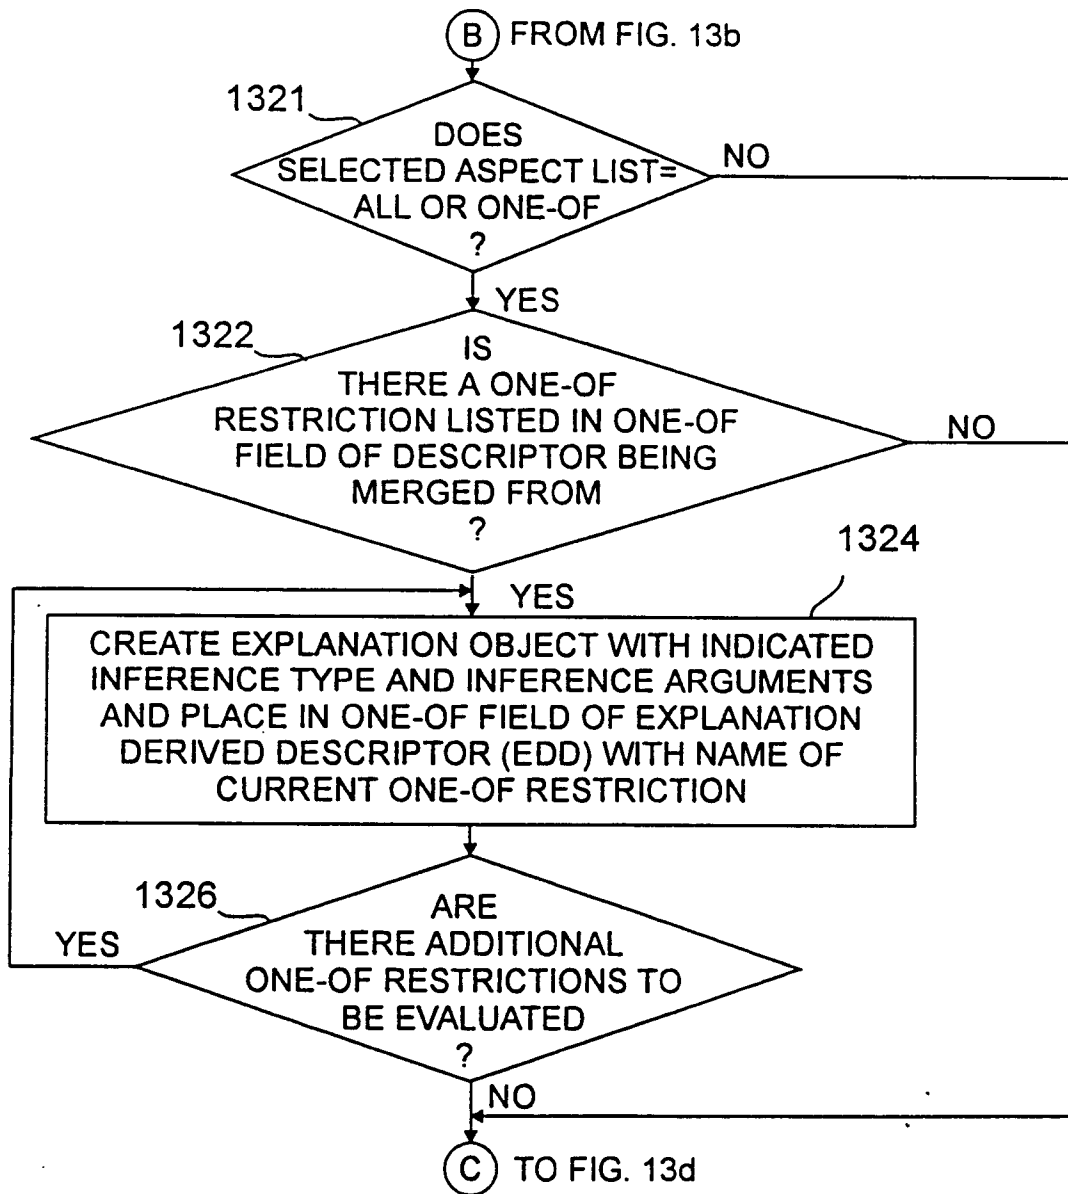 B FROM FIG. 13b
1321
DOES
SELECTED ASPECT LIST=
ALL OR ONE-OF
?
NO
YES
1322
IS
THERE A ONE-OF
RESTRICTION LISTED IN ONE-OF
FIELD OF DESCRIPTOR BEING
MERGED FROM
?
NO
YES
1324
CREATE EXPLANATION OBJECT WITH INDICATED
INFERENCE TYPE AND INFERENCE ARGUMENTS
AND PLACE IN ONE-OF FIELD OF EXPLANATION
DERIVED DESCRIPTOR (EDD) WITH NAME OF
CURRENT ONE-OF RESTRICTION
1326
YES
ARE
THERE ADDITIONAL
ONE-OF RESTRICTIONS TO
BE EVALUATED
?
NO
C TO FIG. 13d